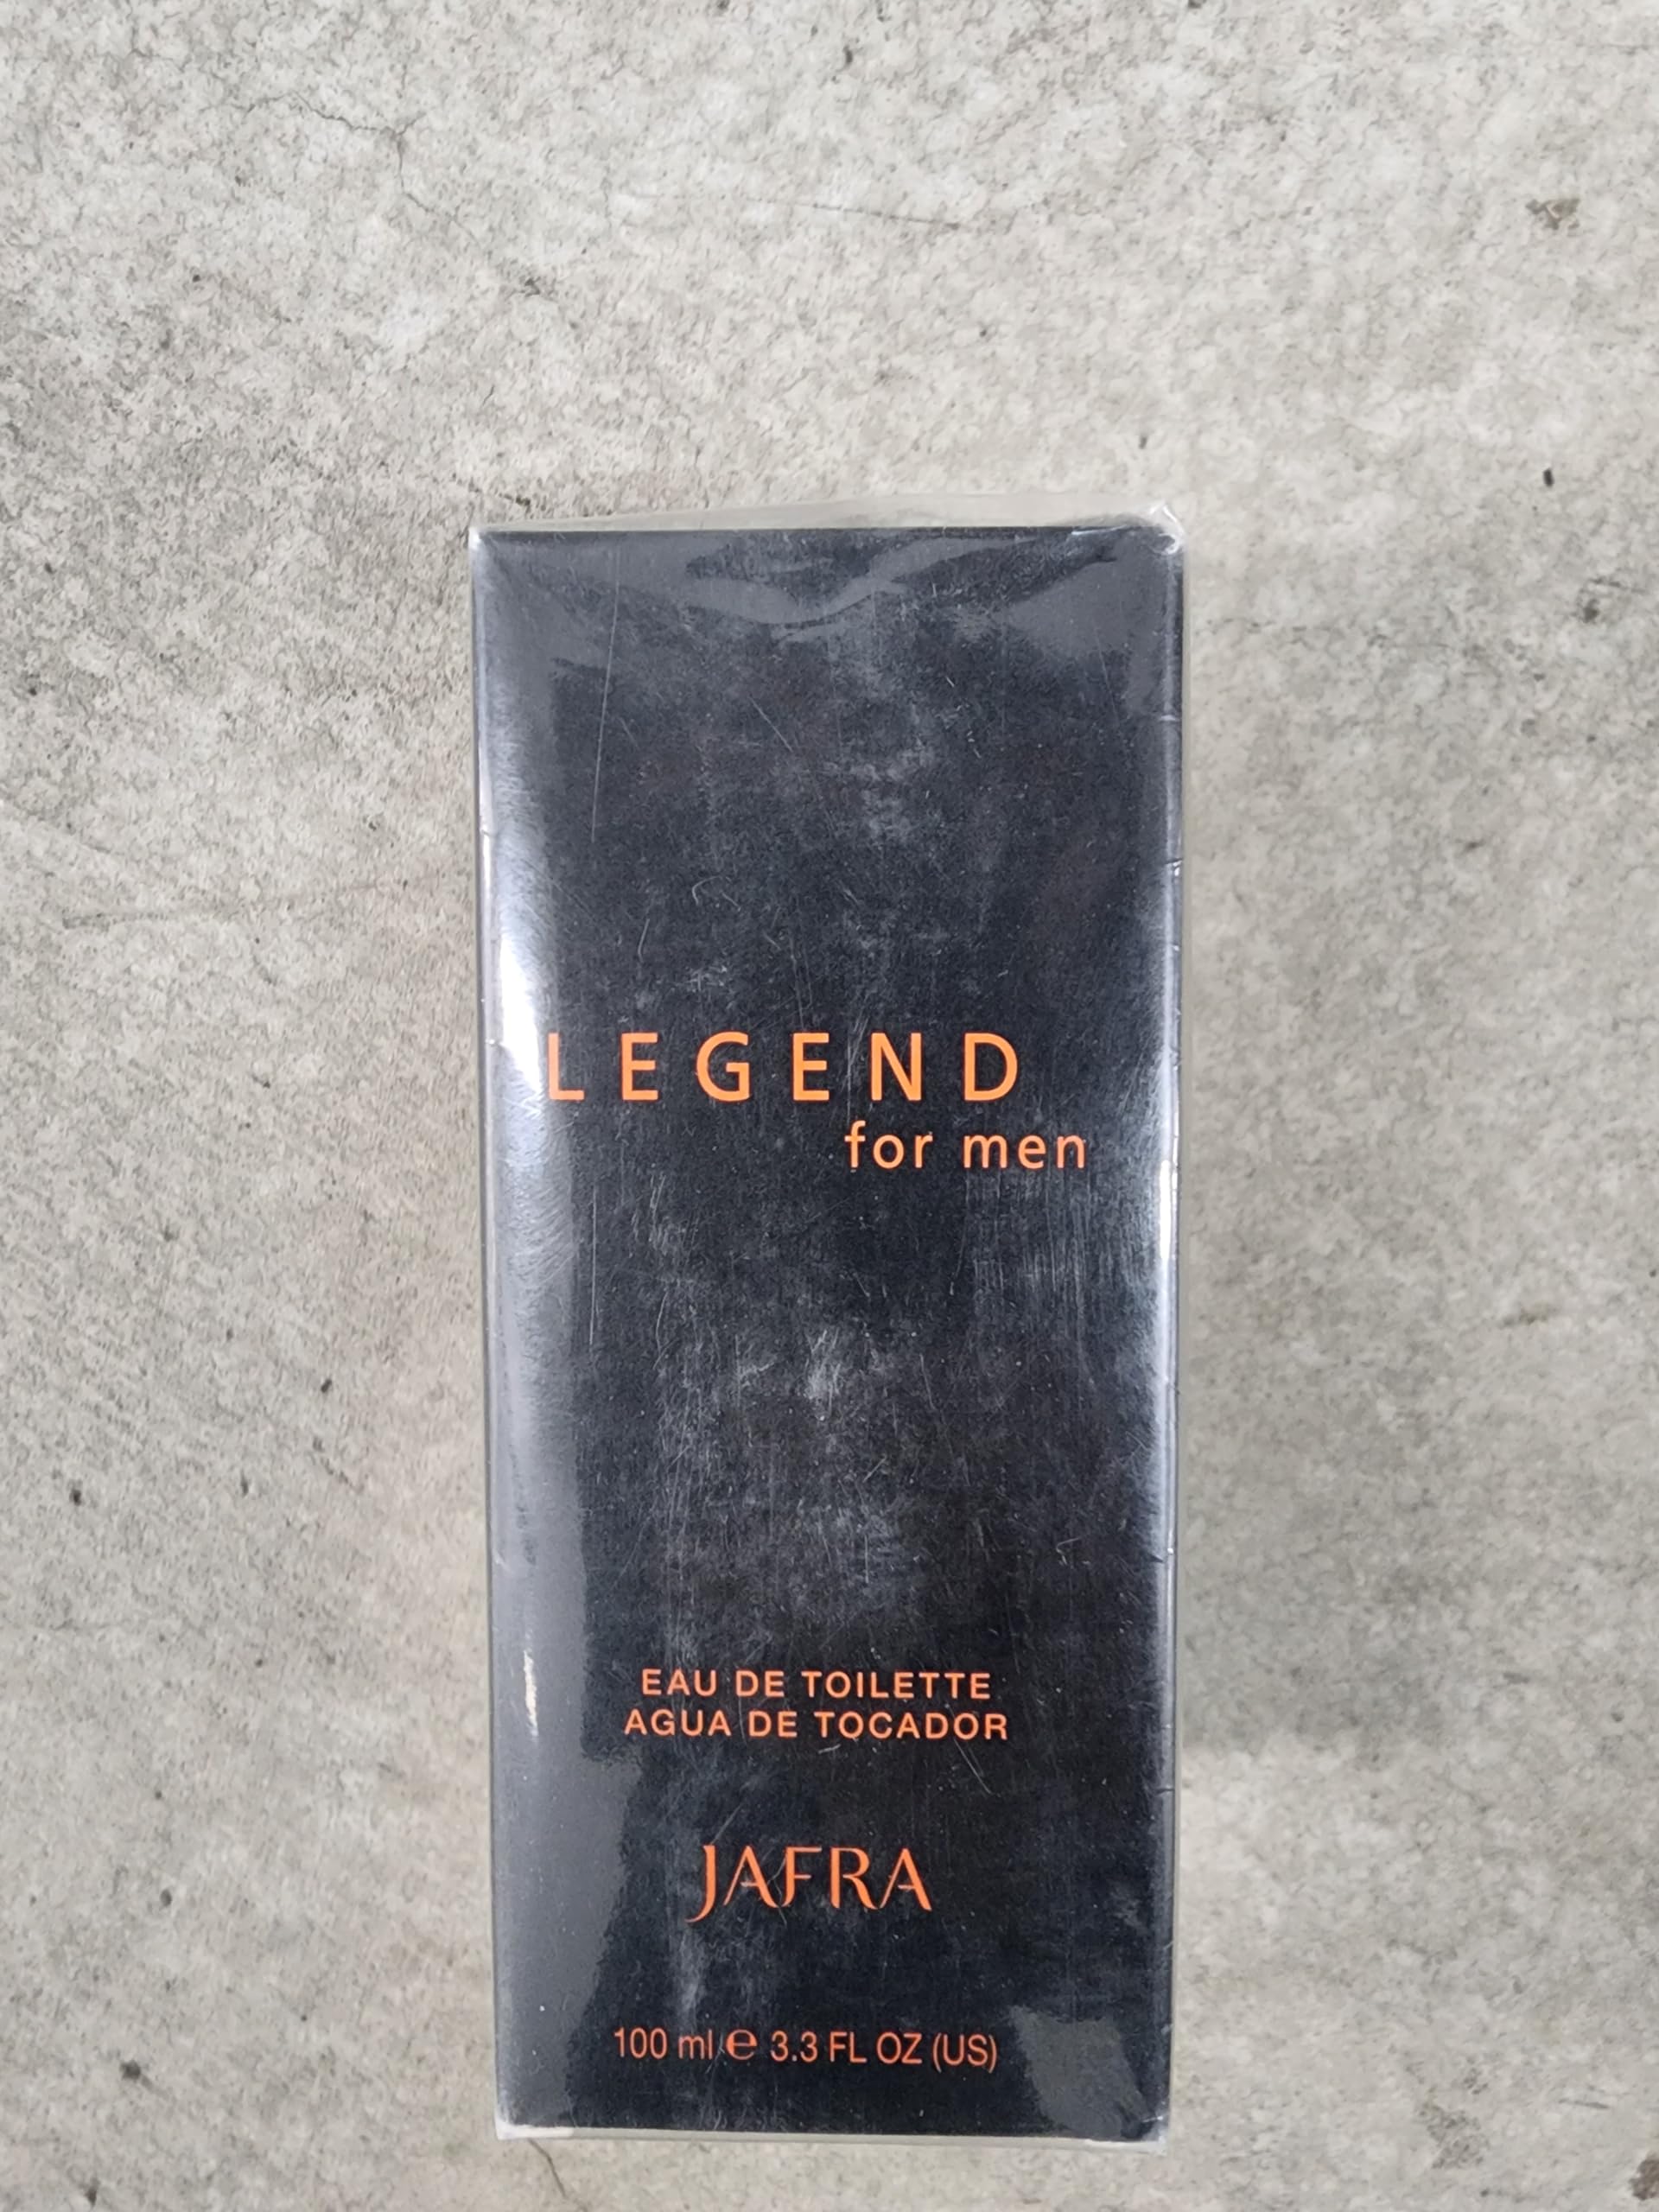 LEGEND
for men
EAU DE TOILETTE
AGUA DE TOCADOR
JAFRA
100 ml ℮ 3.3 FL OZ (US)